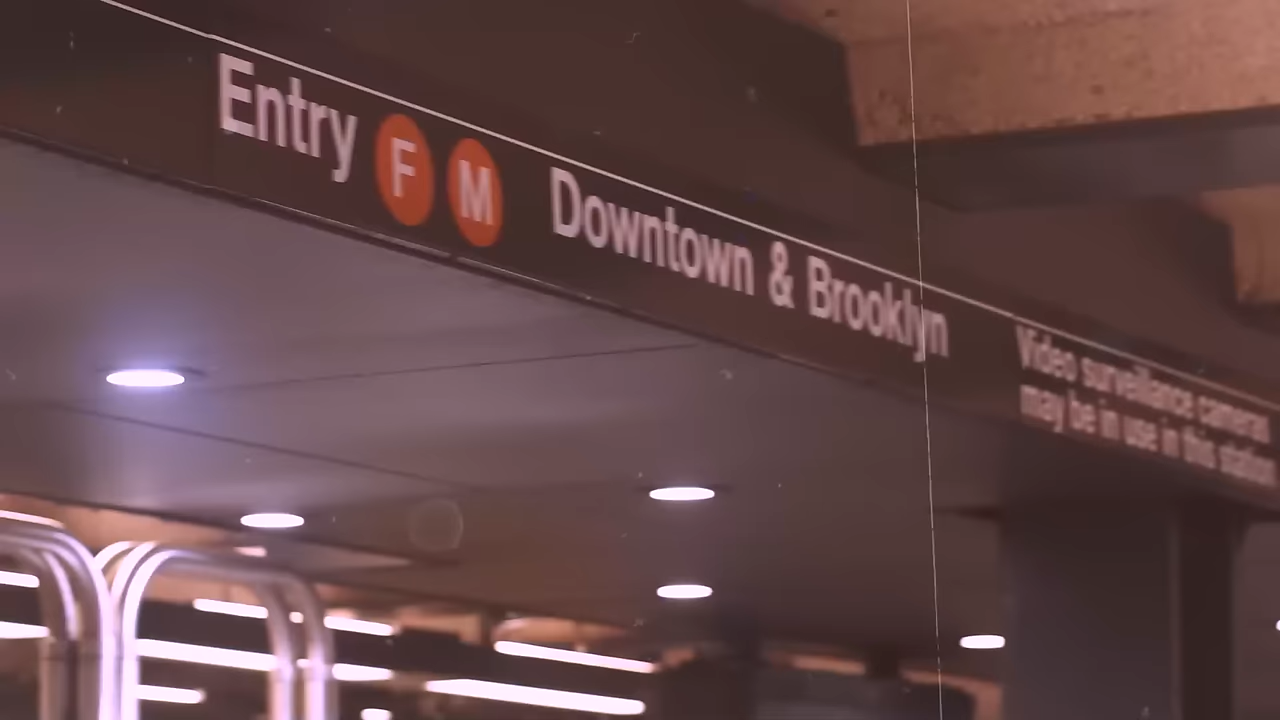 Entry F M Downtown & Brooklyn
Video surveillance cameras
may be in use in this station